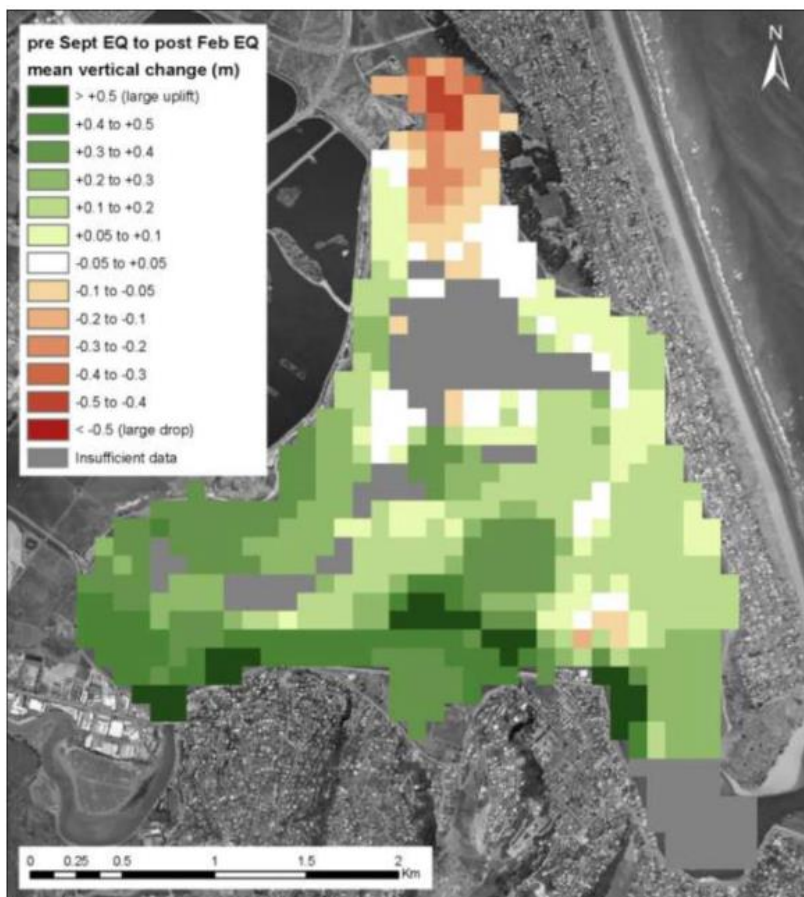 pre Sept EQ to post Feb EQ
mean vertical change (m)
> +0.5 (large uplift)
+0.4 to +0.5
+0.3 to +0.4
+0.2 to +0.3
+0.1 to +0.2
+0.05 to +0.1
-0.05 to +0.05
-0.1 to -0.05
-0.2 to -0.1
-0.3 to -0.2
-0.4 to -0.3
-0.5 to -0.4
< -0.5 (large drop)
Insufficient data
N
0 0.25 0.5 1 1.5 2
Km